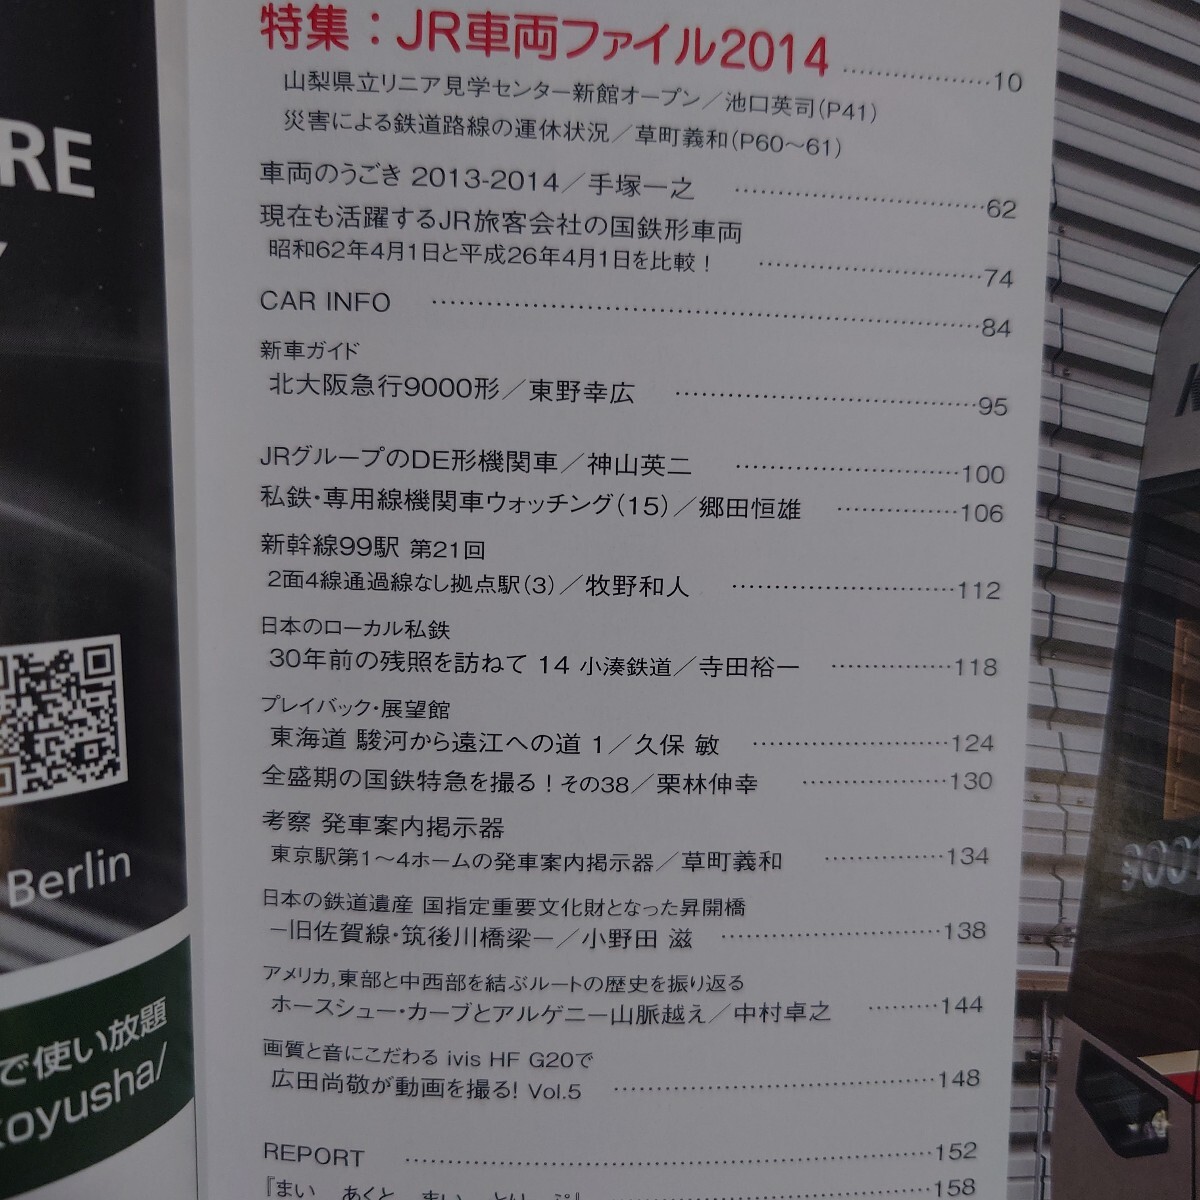 特集：JR車両ファイル2014 ……………… 10
山梨県立リニア見学センター新館オープン／池口英司(P41)
災害による鉄道路線の運休状況／草町義和(P60〜61)
車両のうごき 2013-2014／手塚一之 ……………… 62
現在も活躍するJR旅客会社の国鉄形車両
昭和62年4月1日と平成26年4月1日を比較！ ……………… 74
CAR INFO ……………… 84
新車ガイド
北大阪急行9000形／東野幸広 ……………… 95
JRグループのDE形機関車／神山英二 ……………… 100
私鉄・専用線機関車ウォッチング(15)／郷田恒雄 ……………… 106
新幹線99駅 第21回
2面4線通過線なし拠点駅(3)／牧野和人 ……………… 112
日本のローカル私鉄
30年前の残照を訪ねて 14 小湊鉄道／寺田裕一 ……………… 118
プレイバック・展望館
東海道 駿河から遠江への道 1／久保 敏 ……………… 124
全盛期の国鉄特急を撮る！その38／栗林伸幸 ……………… 130
考察 発車案内掲示器
東京駅第1〜4ホームの発車案内掲示器／草町義和 ……………… 134
日本の鉄道遺産 国指定重要文化財となった昇開橋
−旧佐賀線・筑後川橋梁−／小野田 滋 ……………… 138
アメリカ,東部と中西部を結ぶルートの歴史を振り返る
ホースシュー・カーブとアルゲニー山脈越え／中村卓之 ……… 144
画質と音にこだわる ivis HF G20で
広田尚敬が動画を撮る! Vol.5 ……………… 148
REPORT ……………… 152
『まい あくと まい とりっぷ』 ……………… 158
RE
Berlin
で使い放題
koyusha/
9001